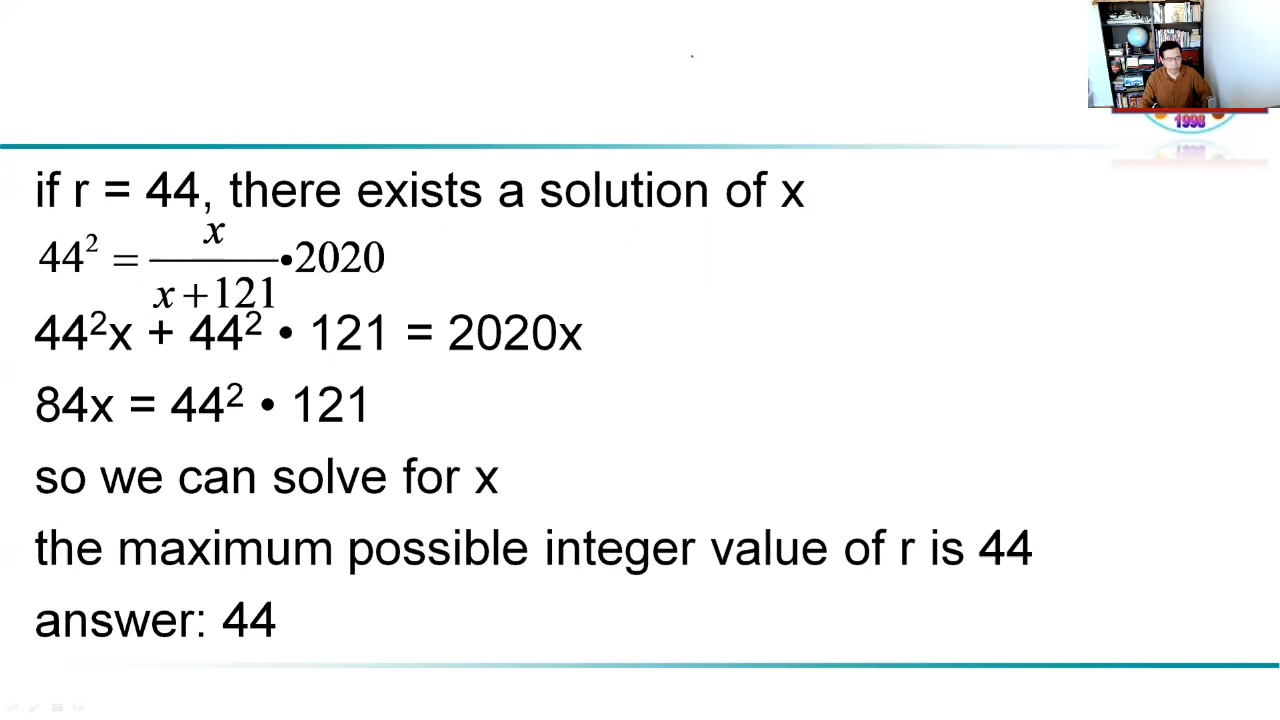 1998
if r = 44, there exists a solution of x
44² = x / (x + 121) • 2020
44²x + 44² • 121 = 2020x
84x = 44² • 121
so we can solve for x
the maximum possible integer value of r is 44
answer: 44